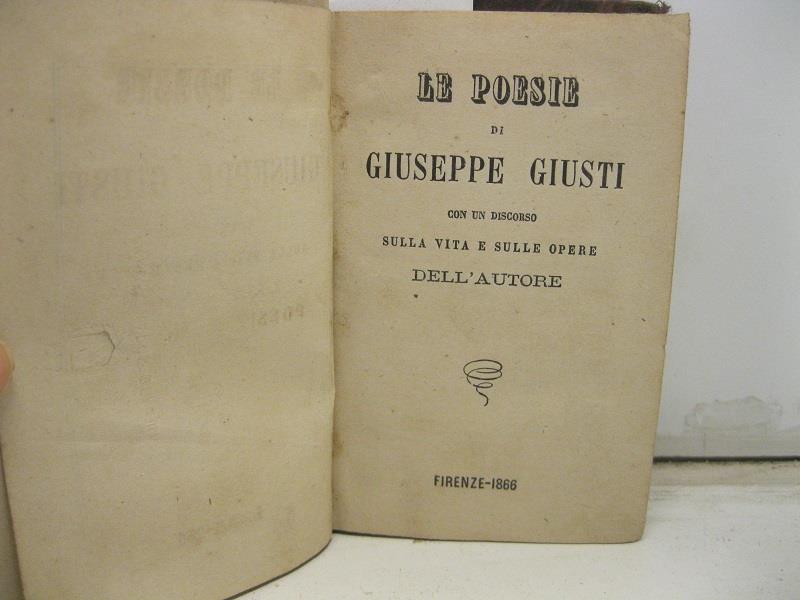 LE POESIE
DI
GIUSEPPE GIUSTI
CON UN DISCORSO
SULLA VITA E SULLE OPERE
DELL'AUTORE
FIRENZE-1866